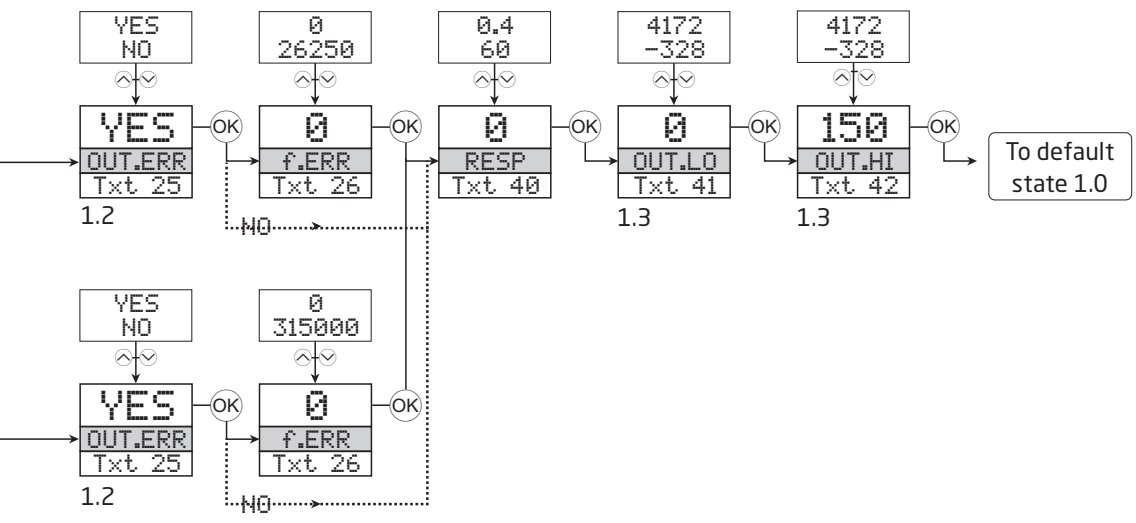 YES
NO
0
26250
0.4
60
4172
-328
4172
-328
YES
OK
0
OK
0
OK
0
OK
150
OK
OUT.ERR
f.ERR
RESP
OUT.LO
OUT.HI
Txt 25
Txt 26
Txt 40
Txt 41
Txt 42
To default
state 1.0
1.2
1.3
1.3
NO
YES
NO
0
315000
YES
OK
0
OK
OUT.ERR
f.ERR
Txt 25
Txt 26
1.2
NO